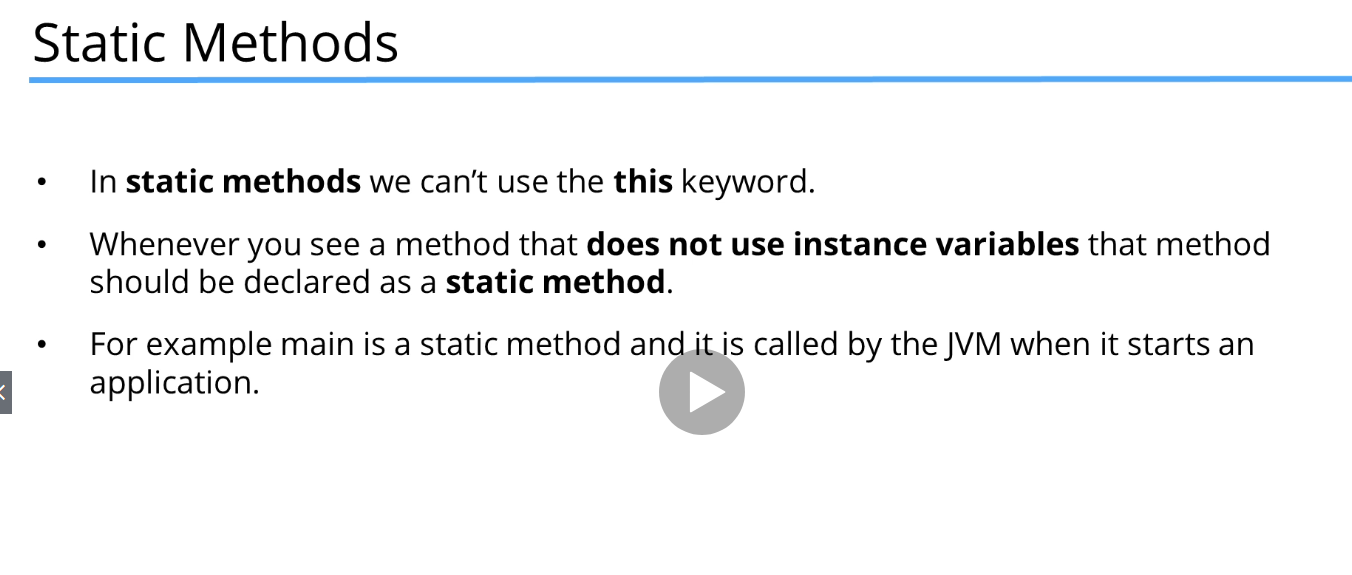 Static Methods
• In static methods we can’t use the this keyword.
• Whenever you see a method that does not use instance variables that method
should be declared as a static method.
• For example main is a static method and it is called by the JVM when it starts an
application.